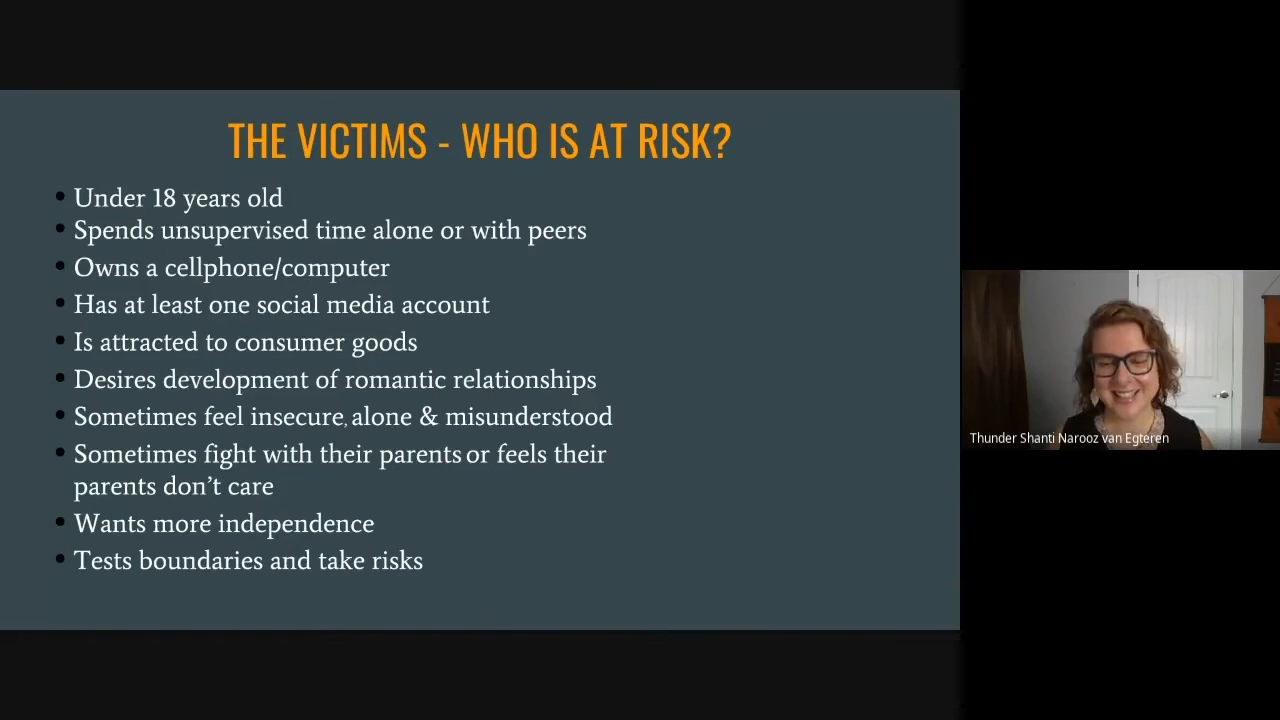 THE VICTIMS - WHO IS AT RISK?
• Under 18 years old
• Spends unsupervised time alone or with peers
• Owns a cellphone/computer
• Has at least one social media account
• Is attracted to consumer goods
• Desires development of romantic relationships
• Sometimes feel insecure, alone & misunderstood
• Sometimes fight with their parents or feels their
parents don’t care
• Wants more independence
• Tests boundaries and take risks
Thunder Shanti Narooz van Egteren